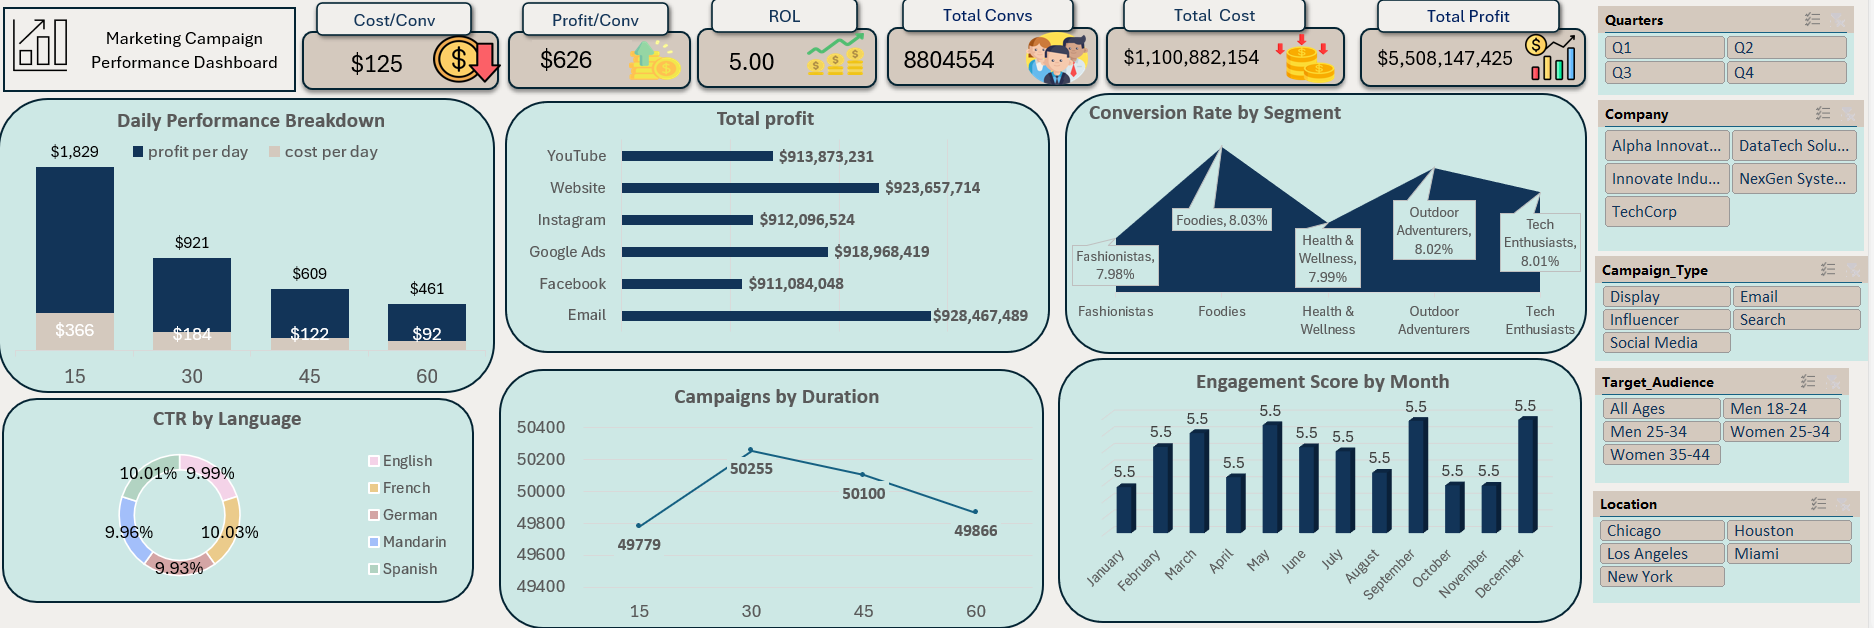 Marketing Campaign
Performance Dashboard
Cost/Conv
$125
Profit/Conv
$626
ROL
5.00
Total Convs
8804554
Total Cost
$1,100,882,154
Total Profit
$5,508,147,425
Daily Performance Breakdown
profit per day
cost per day
$1,829
$921
$609
$461
$366
$184
$122
$92
15
30
45
60
Total profit
YouTube
$913,873,231
Website
$923,657,714
Instagram
$912,096,524
Google Ads
$918,968,419
Facebook
$911,084,048
Email
$928,467,489
Conversion Rate by Segment
Fashionistas,
7.98%
Foodies, 8.03%
Health &
Wellness,
7.99%
Outdoor
Adventurers,
8.02%
Tech
Enthusiasts,
8.01%
Fashionistas
Foodies
Health &
Wellness
Outdoor
Adventurers
Tech
Enthusiasts
CTR by Language
10.01%
9.99%
9.96%
10.03%
9.93%
English
French
German
Mandarin
Spanish
Campaigns by Duration
50400
50200
50000
49800
49600
49400
49779
50255
50100
49866
15
30
45
60
Engagement Score by Month
5.5
5.5
5.5
5.5
5.5
5.5
5.5
5.5
5.5
5.5
5.5
5.5
January
February
March
April
May
June
July
August
September
October
November
December
Quarters
Q1
Q2
Q3
Q4
Company
Alpha Innovat...
DataTech Solu...
Innovate Indu...
NexGen Syste...
TechCorp
Campaign_Type
Display
Email
Influencer
Search
Social Media
Target_Audience
All Ages
Men 18-24
Men 25-34
Women 25-34
Women 35-44
Location
Chicago
Houston
Los Angeles
Miami
New York